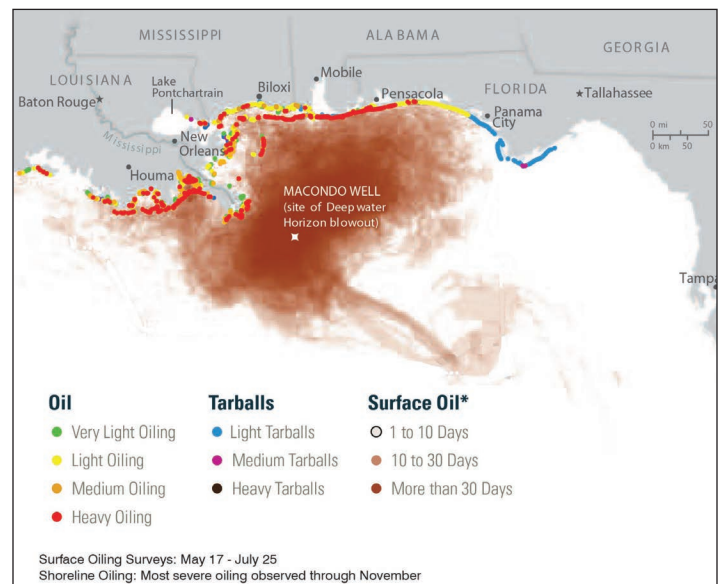 MISSISSIPPI
ALABAMA
GEORGIA
LOUISIANA
Lake
Pontchartrain
Biloxi
Mobile
Pensacola
FLORIDA
Tallahassee
Baton Rouge
Panama
City
0 mi 50
0 km 50
Mississippi
New
Orleans
Houma
MACONDO WELL
(site of Deepwater
Horizon blowout)
Tampa
Oil
Very Light Oiling
Light Oiling
Medium Oiling
Heavy Oiling
Tarballs
Light Tarballs
Medium Tarballs
Heavy Tarballs
Surface Oil*
1 to 10 Days
10 to 30 Days
More than 30 Days
Surface Oiling Surveys: May 17 - July 25
Shoreline Oiling: Most severe oiling observed through November